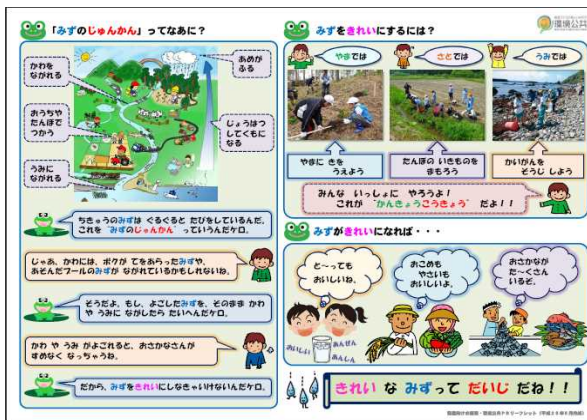 「みずのじゅんかん」ってなあに？
かわを
ながれる
おうちや
たんぼで
つかう
うみに
ながれる
あめが
ふる
じょうはつ
してくもに
なる
ちきゅうのみずは ぐるぐると たびをしているんだ。
これを "みずのじゅんかん" っていうんだケロ。
じゃあ、かわには、ボクが てをあらったみずや、
あそんだプールのみずが ながれているかもしれないね。
そうだよ。もし、よごしたみずを、そのまま かわ
や うみに ながしたら たいへんだケロ。
かわ や うみ がよごれると、おさかなさんが
すめなく なっちゃうね。
だから、みずをきれいにしなきゃいけないんだケロ。
みずをきれいにするには？
環境公共
やまでは
さとでは
うみでは
やまに きを
うえよう
たんぼの いきものを
まもろう
かいがんを
そうじ しよう
みんな いっしょに やろうよ！
これが "かんきょうこうきょう" だよ！！
みずがきれいになれば・・・
と～っても
おいしいね。
おこめも
やさいも
おいしいよ。
おさかなが
た～くさん
いるぞ。
おいしい
あんぜん
あんしん
きれい な みずって だいじ だね！！